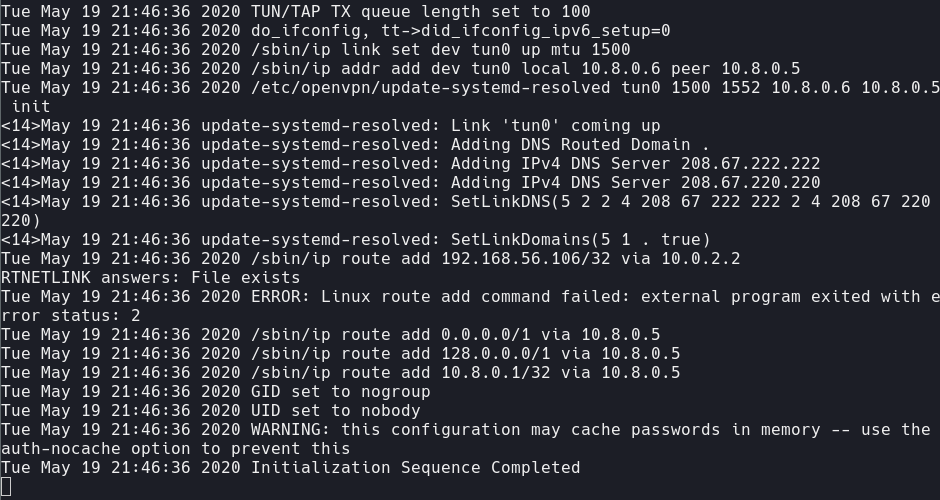 Tue May 19 21:46:36 2020 TUN/TAP TX queue length set to 100
Tue May 19 21:46:36 2020 do_ifconfig, tt->did_ifconfig_ipv6_setup=0
Tue May 19 21:46:36 2020 /sbin/ip link set dev tun0 up mtu 1500
Tue May 19 21:46:36 2020 /sbin/ip addr add dev tun0 local 10.8.0.6 peer 10.8.0.5
Tue May 19 21:46:36 2020 /etc/openvpn/update-systemd-resolved tun0 1500 1552 10.8.0.6 10.8.0.5
 init
<14>May 19 21:46:36 update-systemd-resolved: Link 'tun0' coming up
<14>May 19 21:46:36 update-systemd-resolved: Adding DNS Routed Domain .
<14>May 19 21:46:36 update-systemd-resolved: Adding IPv4 DNS Server 208.67.222.222
<14>May 19 21:46:36 update-systemd-resolved: Adding IPv4 DNS Server 208.67.220.220
<14>May 19 21:46:36 update-systemd-resolved: SetLinkDNS(5 2 2 4 208 67 222 222 2 4 208 67 220
220)
<14>May 19 21:46:36 update-systemd-resolved: SetLinkDomains(5 1 . true)
Tue May 19 21:46:36 2020 /sbin/ip route add 192.168.56.106/32 via 10.0.2.2
RTNETLINK answers: File exists
Tue May 19 21:46:36 2020 ERROR: Linux route add command failed: external program exited with e
rror status: 2
Tue May 19 21:46:36 2020 /sbin/ip route add 0.0.0.0/1 via 10.8.0.5
Tue May 19 21:46:36 2020 /sbin/ip route add 128.0.0.0/1 via 10.8.0.5
Tue May 19 21:46:36 2020 /sbin/ip route add 10.8.0.1/32 via 10.8.0.5
Tue May 19 21:46:36 2020 GID set to nogroup
Tue May 19 21:46:36 2020 UID set to nobody
Tue May 19 21:46:36 2020 WARNING: this configuration may cache passwords in memory -- use the
auth-nocache option to prevent this
Tue May 19 21:46:36 2020 Initialization Sequence Completed